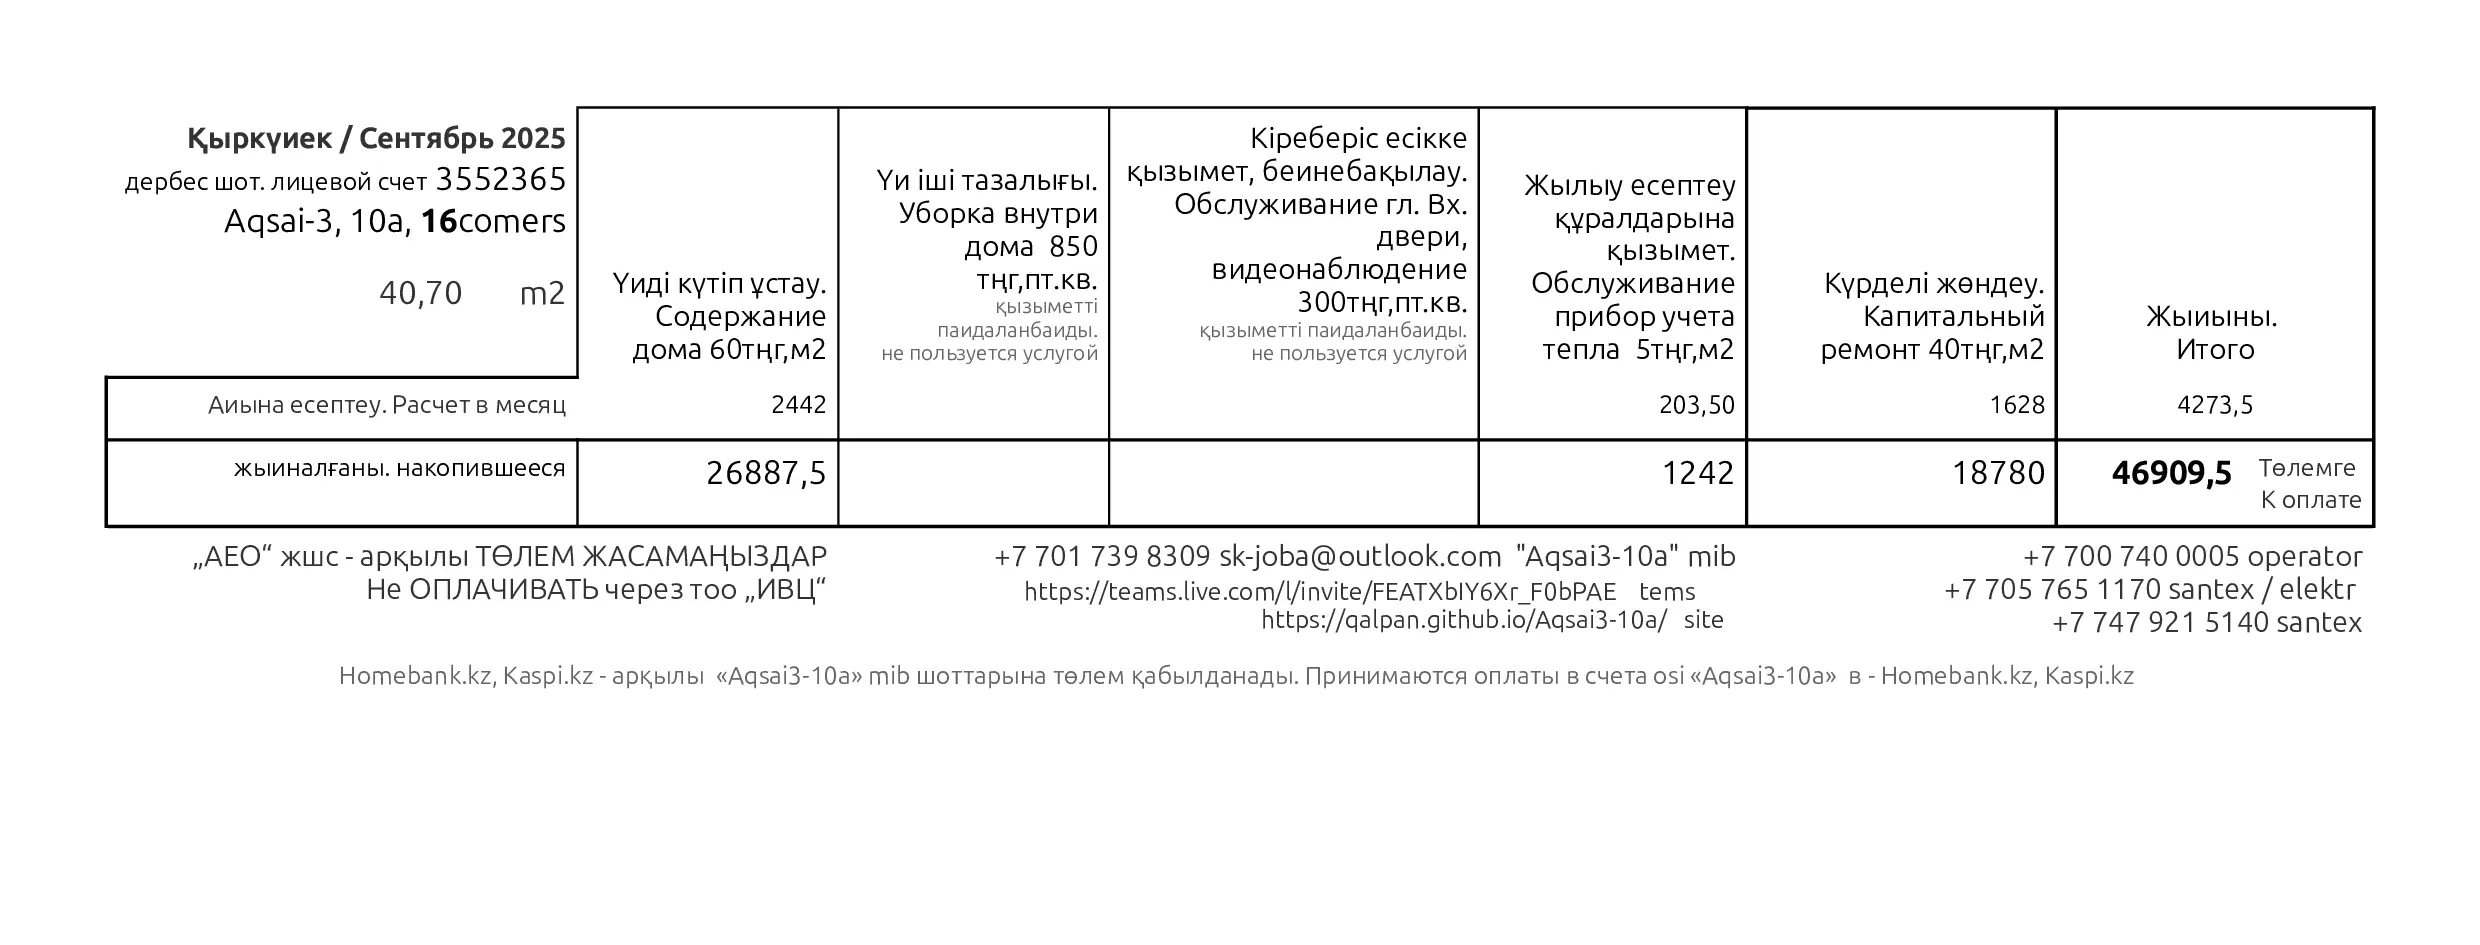 Қыркүиек / Сентябрь 2025
дербес шот. лицевой счет 3552365
Aqsai-3, 10a, 16comers
40,70 m2
Үиді күтіп ұстау.
Содержание
дома 60тңг,м2
Үи іші тазалығы.
Уборка внутри
дома 850
тңг,пт.кв.
қызыметті
паидаланбаиды.
не пользуется услугой
Кіреберіс есікке
қызымет, беинебақылау.
Обслуживание гл. Вх.
двери,
видеонаблюдение
300тңг,пт.кв.
қызыметті паидаланбаиды.
не пользуется услугой
Жылыу есептеу
құралдарына
қызымет.
Обслуживание
прибор учета
тепла 5тңг,м2
Күрделі жөндеу.
Капитальный
ремонт 40тңг,м2
Жыиыны.
Итого
Аиына есептеу. Расчет в месяц 2442 203,50 1628 4273,5
жыиналғаны. накопившееся 26887,5 1242 18780 46909,5 Төлемге
К оплате
„АЕО“ жшс - арқылы ТӨЛЕМ ЖАСАМАҢЫЗДАР
Не ОПЛАЧИВАТЬ через тоо „ИВЦ“
+7 701 739 8309 sk-joba@outlook.com "Aqsai3-10a" mib
https://teams.live.com/l/invite/FEATXbIY6Xr_F0bPAE tems
https://qalpan.github.io/Aqsai3-10a/ site
+7 700 740 0005 operator
+7 705 765 1170 santex / elektr
+7 747 921 5140 santex
Homebank.kz, Kaspi.kz - арқылы «Aqsai3-10a» mib шоттарына төлем қабылданады. Принимаются оплаты в счета osi «Aqsai3-10a» в - Homebank.kz, Kaspi.kz